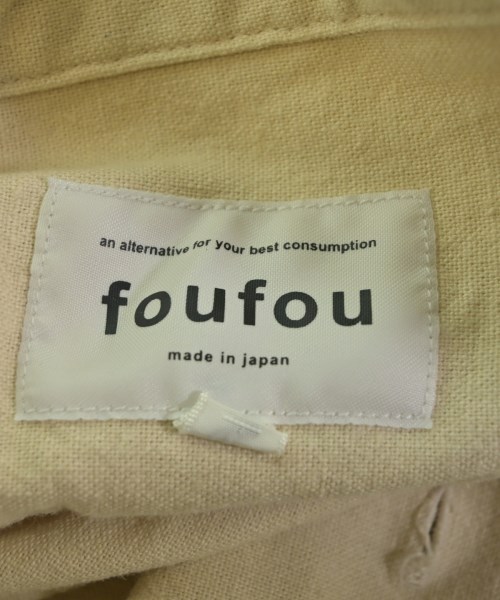 an alternative for your best consumption
foufou
made in japan